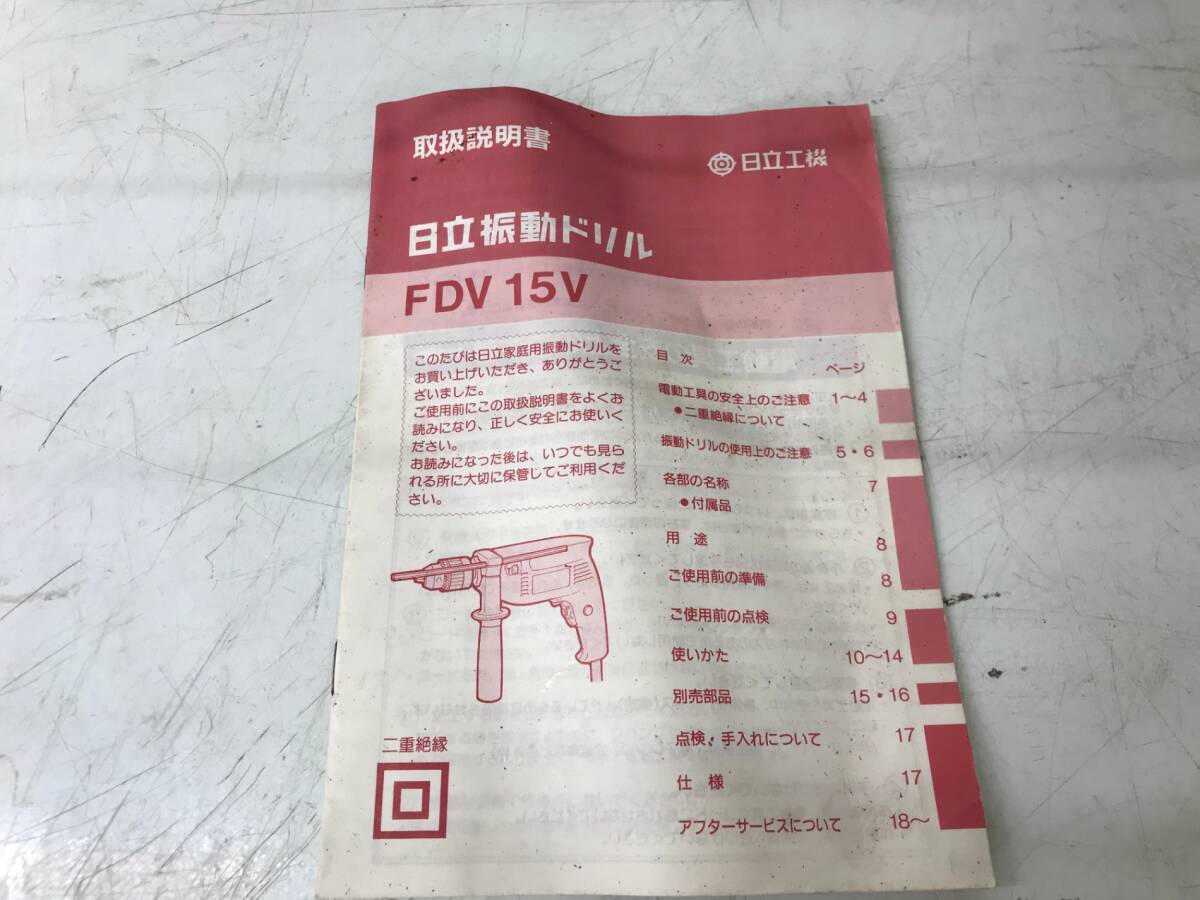 取扱説明書
日立工機
日立振動ドリル
FDV 15V
このたびは日立家庭用振動ドリルを
お買い上げいただき、ありがとうご
ざいました。
ご使用前にこの取扱説明書をよくお
読みになり、正しく安全にお使いく
ださい。
お読みになった後は、いつでも見ら
れる所に大切に保管してご利用くだ
さい。
二重絶縁
目次 ページ
電動工具の安全上のご注意 1〜4
●二重絶縁について
振動ドリルの使用上のご注意 5・6
各部の名称 7
●付属品
用途 8
ご使用前の準備 8
ご使用前の点検 9
使いかた 10〜14
別売部品 15・16
点検、手入れについて 17
仕様 17
アフターサービスについて 18〜